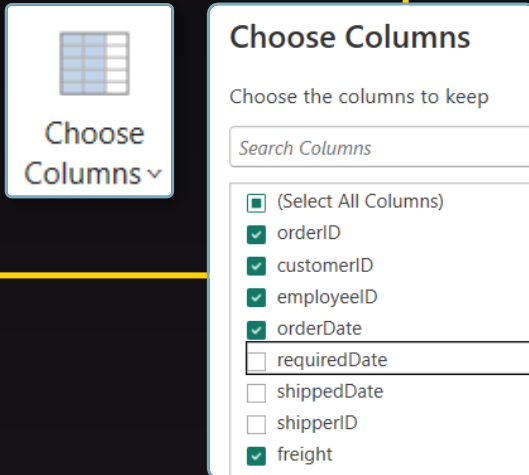 Choose
Columns
Choose Columns
Choose the columns to keep
Search Columns
(Select All Columns)
orderID
customerID
employeeID
orderDate
requiredDate
shippedDate
shipperID
freight